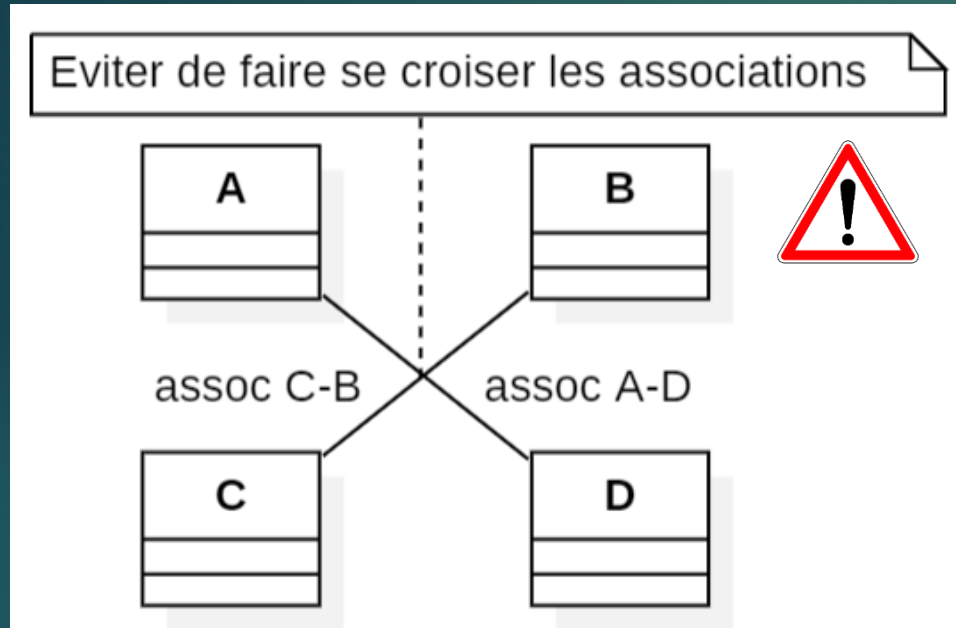 Eviter de faire se croiser les associations
A
B
assoc C-B
assoc A-D
C
D